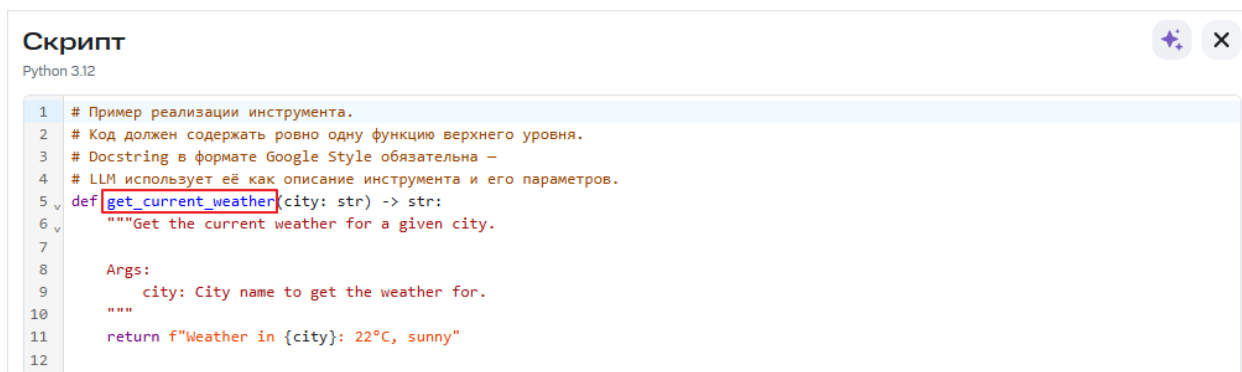 Скрипт
Python 3.12
1 # Пример реализации инструмента.
2 # Код должен содержать ровно одну функцию верхнего уровня.
3 # Docstring в формате Google Style обязательна —
4 # LLM использует её как описание инструмента и его параметров.
5 def get_current_weather(city: str) -> str:
6     """Get the current weather for a given city.
7
8     Args:
9         city: City name to get the weather for.
10     """
11     return f"Weather in {city}: 22°C, sunny"
12